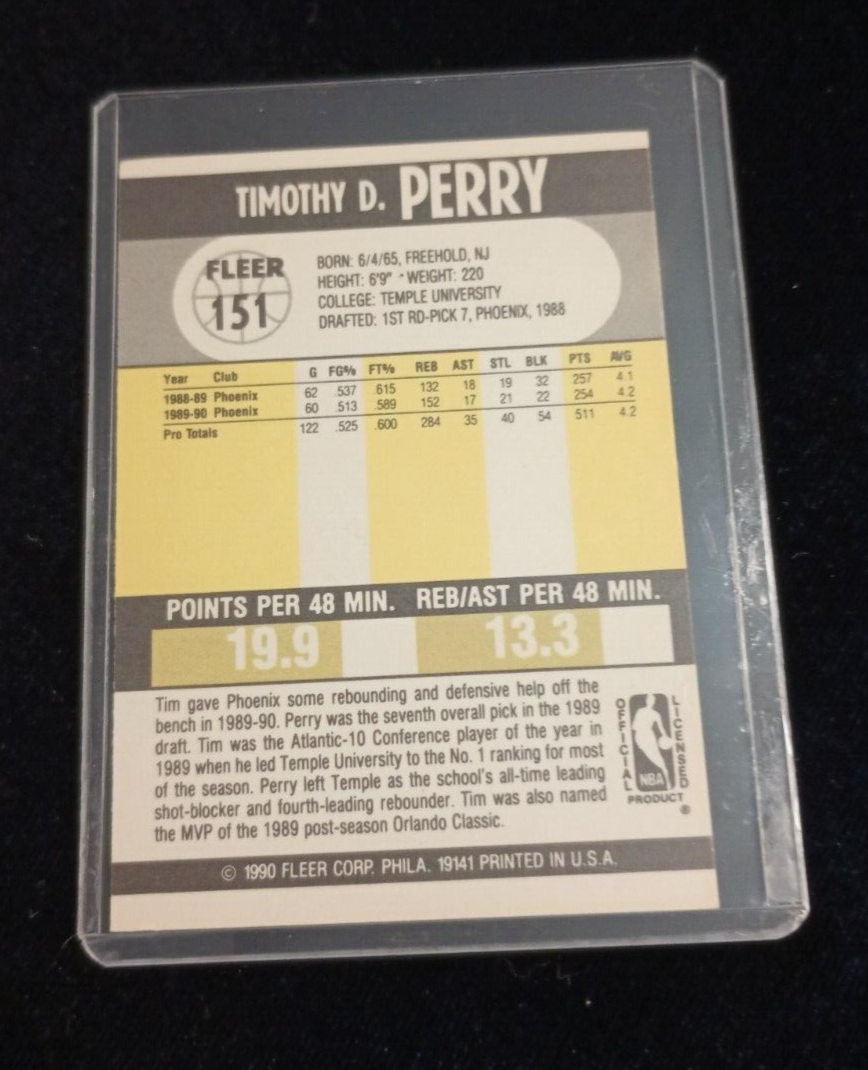 TIMOTHY D. PERRY
FLEER
151
BORN: 6/4/65, FREEHOLD, NJ
HEIGHT: 6'9" · WEIGHT: 220
COLLEGE: TEMPLE UNIVERSITY
DRAFTED: 1ST RD-PICK 7, PHOENIX, 1988
Year Club G FG% FT% REB AST STL BLK PTS AVG
1988-89 Phoenix 62 .537 .615 132 18 19 32 257 4.1
1989-90 Phoenix 60 .513 .589 152 17 21 22 254 4.2
Pro Totals 122 .525 .600 284 35 40 54 511 4.2
POINTS PER 48 MIN. REB/AST PER 48 MIN.
19.9 13.3
Tim gave Phoenix some rebounding and defensive help off the
bench in 1989-90. Perry was the seventh overall pick in the 1989
draft. Tim was the Atlantic-10 Conference player of the year in
1989 when he led Temple University to the No. 1 ranking for most
of the season. Perry left Temple as the school's all-time leading
shot-blocker and fourth-leading rebounder. Tim was also named
the MVP of the 1989 post-season Orlando Classic.
OFFICIAL
NBA
LICENSED
PRODUCT
®
© 1990 FLEER CORP. PHILA. 19141 PRINTED IN U.S.A.